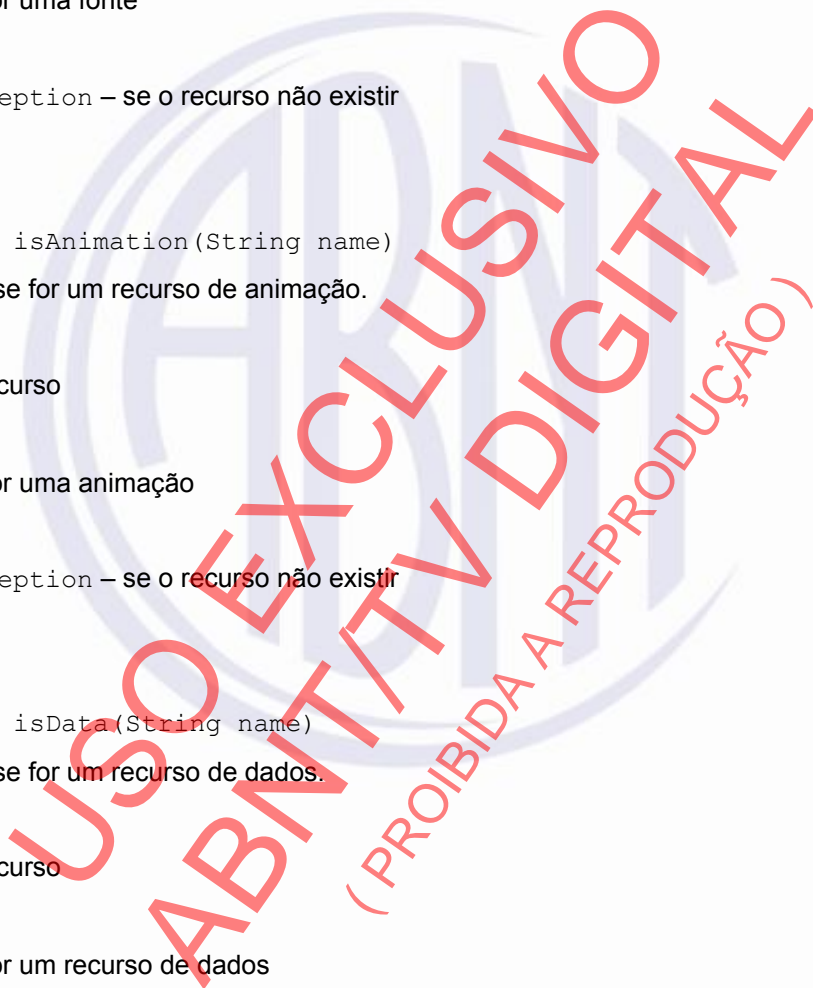 or uma fonte
eption – se o recurso não existir
isAnimation(String name)
se for um recurso de animação.
curso
or uma animação
eption – se o recurso não existir
isData(String name)
se for um recurso de dados.
curso
or um recurso de dados
USO EXCLUSIVO
ABNT/TV DIGITAL
( PROIBIDA A REPRODUÇÃO )
ABNT